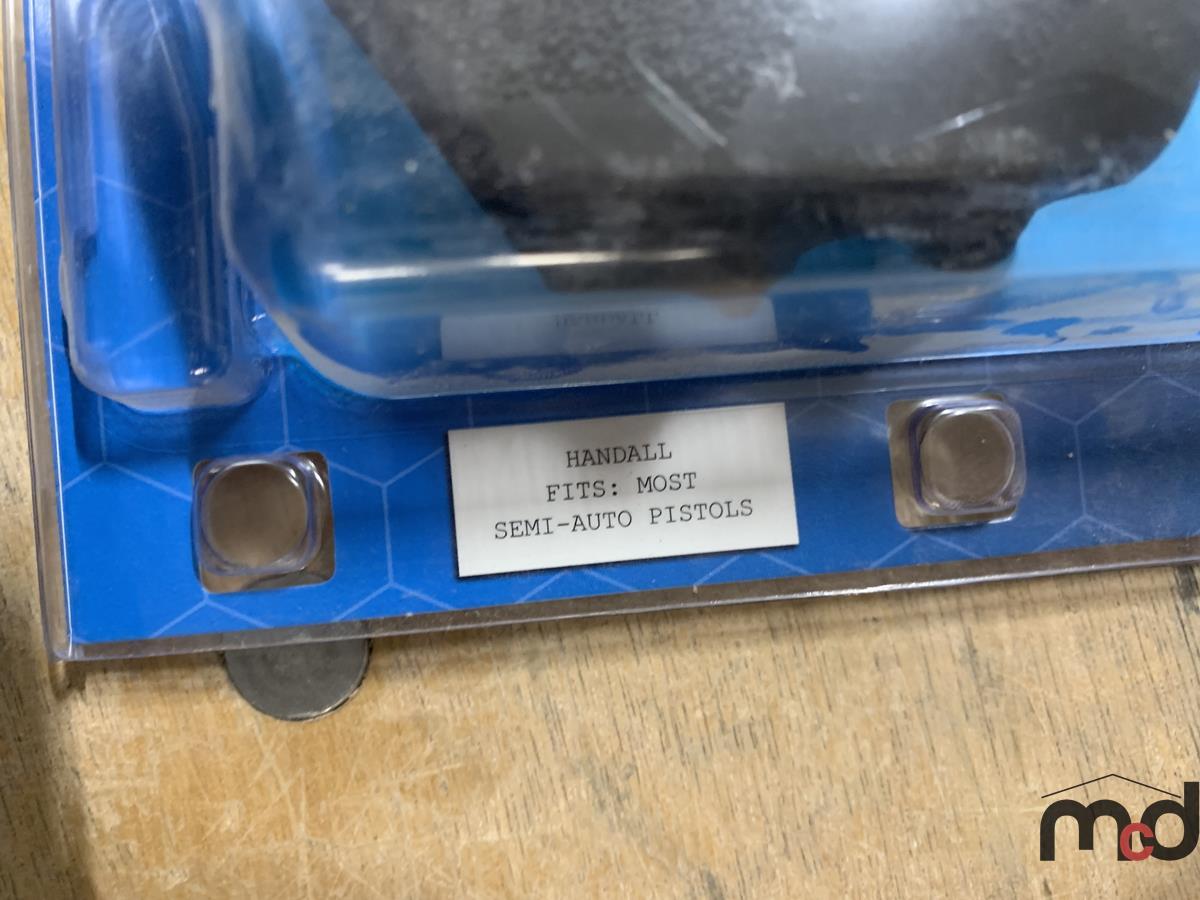 HANDALL
FITS: MOST
SEMI-AUTO PISTOLS
mcd